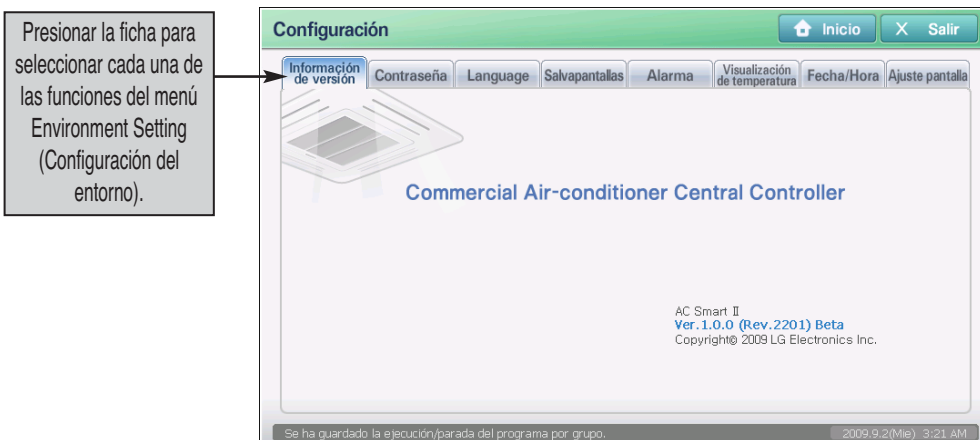 Presionar la ficha para
seleccionar cada una de
las funciones del menú
Environment Setting
(Configuración del
entorno).
Configuración
Inicio
X Salir
Información
de versión
Contraseña
Language
Salvapantallas
Alarma
Visualización
de temperatura
Fecha/Hora
Ajuste pantalla
Commercial Air-conditioner Central Controller
AC Smart Ⅱ
Ver.1.0.0 (Rev.2201) Beta
Copyright© 2009 LG Electronics Inc.
Se ha guardado la ejecución/parada del programa por grupo.
2009.9.2(Mie) 3:21 AM